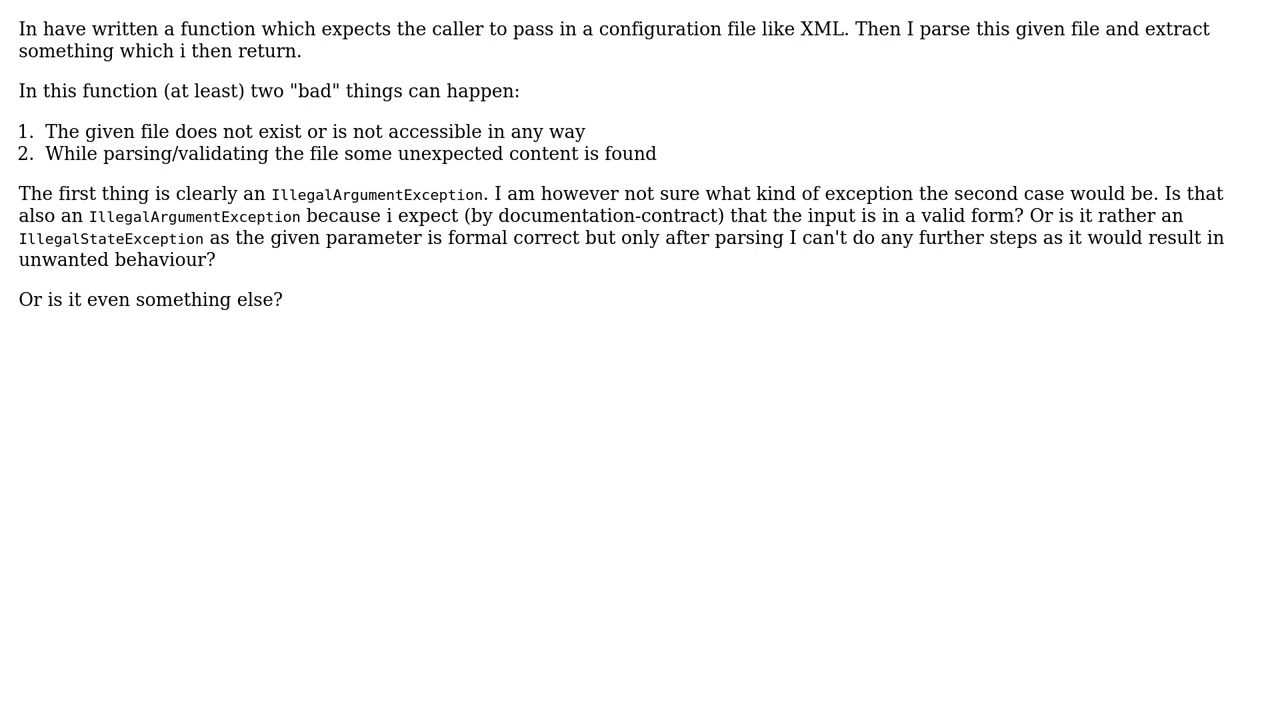 In have written a function which expects the caller to pass in a configuration file like XML. Then I parse this given file and extract
something which i then return.
In this function (at least) two "bad" things can happen:
1. The given file does not exist or is not accessible in any way
2. While parsing/validating the file some unexpected content is found
The first thing is clearly an IllegalArgumentException. I am however not sure what kind of exception the second case would be. Is that
also an IllegalArgumentException because i expect (by documentation-contract) that the input is in a valid form? Or is it rather an
IllegalStateException as the given parameter is formal correct but only after parsing I can't do any further steps as it would result in
unwanted behaviour?
Or is it even something else?